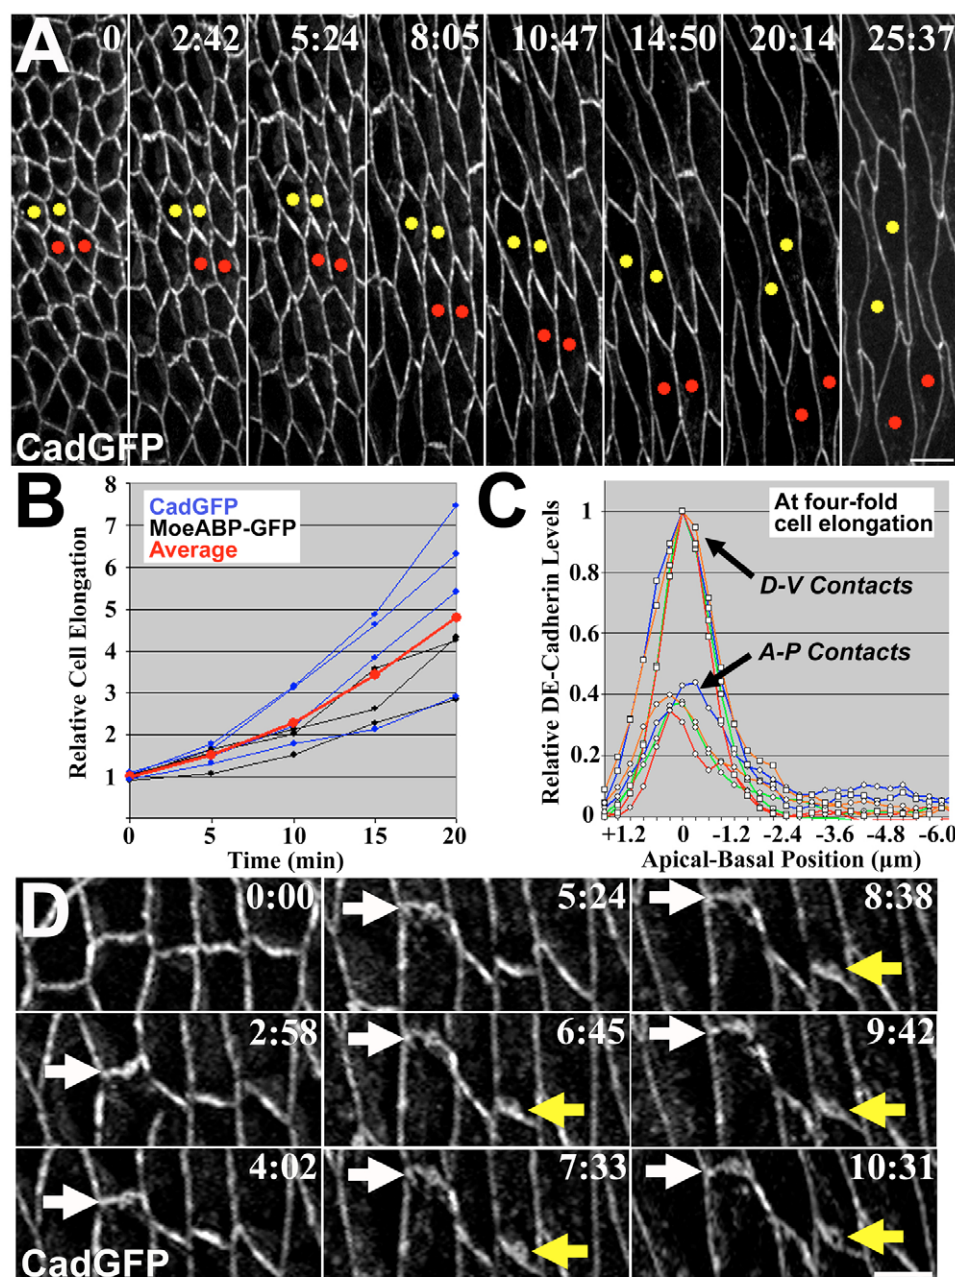 A
0
2:42
5:24
8:05
10:47
14:50
20:14
25:37
CadGFP
B
Relative Cell Elongation
8
7
6
5
4
3
2
1
CadGFP
MoeABP-GFP
Average
0
5
10
15
20
Time (min)
C
Relative DE-Cadherin Levels
1
0.8
0.6
0.4
0.2
0
At four-fold
cell elongation
D-V Contacts
A-P Contacts
+1.2
0
-1.2
-2.4
-3.6
-4.8
-6.0
Apical-Basal Position (µm)
D
0:00
5:24
8:38
2:58
6:45
9:42
4:02
7:33
10:31
CadGFP